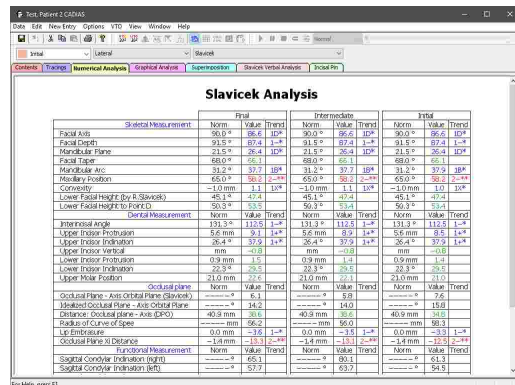 Test, Patient 2 CADIAS
Data Edit New Entry Options VTO View Window Help
Normal
Initial Lateral Slavicek
Contents Tracings Numerical Analysis Graphical Analysis Superimposition Slavicek Verbal Analysis Incisal Pin
Slavicek Analysis
Final Intermediate Initial
Skeletal Measurement Norm Value Trend Norm Value Trend Norm Value Trend
Facial Axis 90.0 ° 86.6 1D* 90.0 ° 86.6 1D* 90.0 ° 86.6 1D*
Facial Depth 91.5 ° 87.4 1-* 91.5 ° 87.4 1-* 91.5 ° 87.4 1-*
Mandibular Plane 21.5 ° 26.4 1D* 21.5 ° 26.4 1D* 21.5 ° 26.4 1D*
Facial Taper 68.0 ° 66.1 68.0 ° 66.1 68.0 ° 66.1
Mandibular Arc 31.2 ° 37.7 1B* 31.2 ° 37.7 1B* 31.2 ° 37.9 1B*
Maxillary Position 65.0 ° 58.2 2-** 65.0 ° 58.2 2-** 65.0 ° 58.2 2-**
Convexity -1.0 mm 1.1 1X* -1.0 mm 1.1 1X* -1.0 mm 1.0 1X*
Lower Facial Height (by R.Slavicek) 45.1 ° 47.4 45.1 ° 47.4 45.1 ° 47.4
Lower Facial Height to Point D 50.3 ° 53.5 50.3 ° 53.5 50.3 ° 53.5
Dental Measurement Norm Value Trend Norm Value Trend Norm Value Trend
Interincisal Angle 131.3 ° 112.5 1-* 131.3 ° 112.5 1-* 131.3 ° 112.5 1-*
Upper Incisor Protrusion 5.6 mm 9.1 1+* 5.6 mm 8.9 1+* 5.6 mm 8.5 1+*
Upper Incisor Inclination 26.4 ° 37.9 1+* 26.4 ° 37.9 1+* 26.4 ° 37.9 1+*
Upper Incisor Vertical mm -0.8 mm -0.8 mm -0.8
Lower Incisor Protrusion 0.9 mm 1.5 0.9 mm 1.4 0.9 mm 1.4
Lower Incisor Inclination 22.3 ° 29.5 22.3 ° 29.5 22.3 ° 29.5
Upper Molar Position 21.0 mm 22.6 21.0 mm 22.1 21.0 mm 21.0
Occlusal plane Norm Value Trend Norm Value Trend Norm Value Trend
Occlusal Plane - Axis Orbital Plane (Slavicek) ----- ° 6.1 ----- ° 5.8 ----- ° 7.6
Idealized Occlusal Plane - Axis Orbital Plane ----- ° 14.2 ----- ° 14.0 ----- ° 15.8
Distance: Occlusal plane - Axis (DPO) 40.9 mm 38.6 40.9 mm 38.6 40.9 mm 34.8
Radius of Curve of Spee ----- mm 56.2 ----- mm 56.0 ----- mm 58.3
Lip Embrasure 0.0 mm -3.6 1-* 0.0 mm -3.5 1-* 0.0 mm -3.3 1-*
Occlusal Plane Xi Distance -1.4 mm -13.3 2-** -1.4 mm -13.1 2-** -1.4 mm -12.5 2-**
Functional Measurement Norm Value Trend Norm Value Trend Norm Value Trend
Sagittal Condylar Inclination (right) ----- ° 65.1 ----- ° 80.1 ----- ° 61.3
Sagittal Condylar Inclination (left) ----- ° 57.7 ----- ° 63.7 ----- ° 54.5